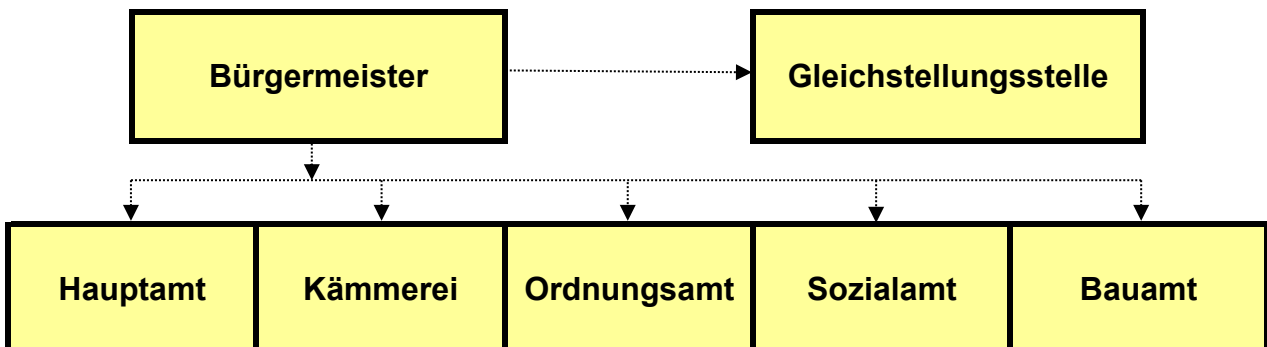 Bürgermeister
Gleichstellungsstelle
Hauptamt
Kämmerei
Ordnungsamt
Sozialamt
Bauamt